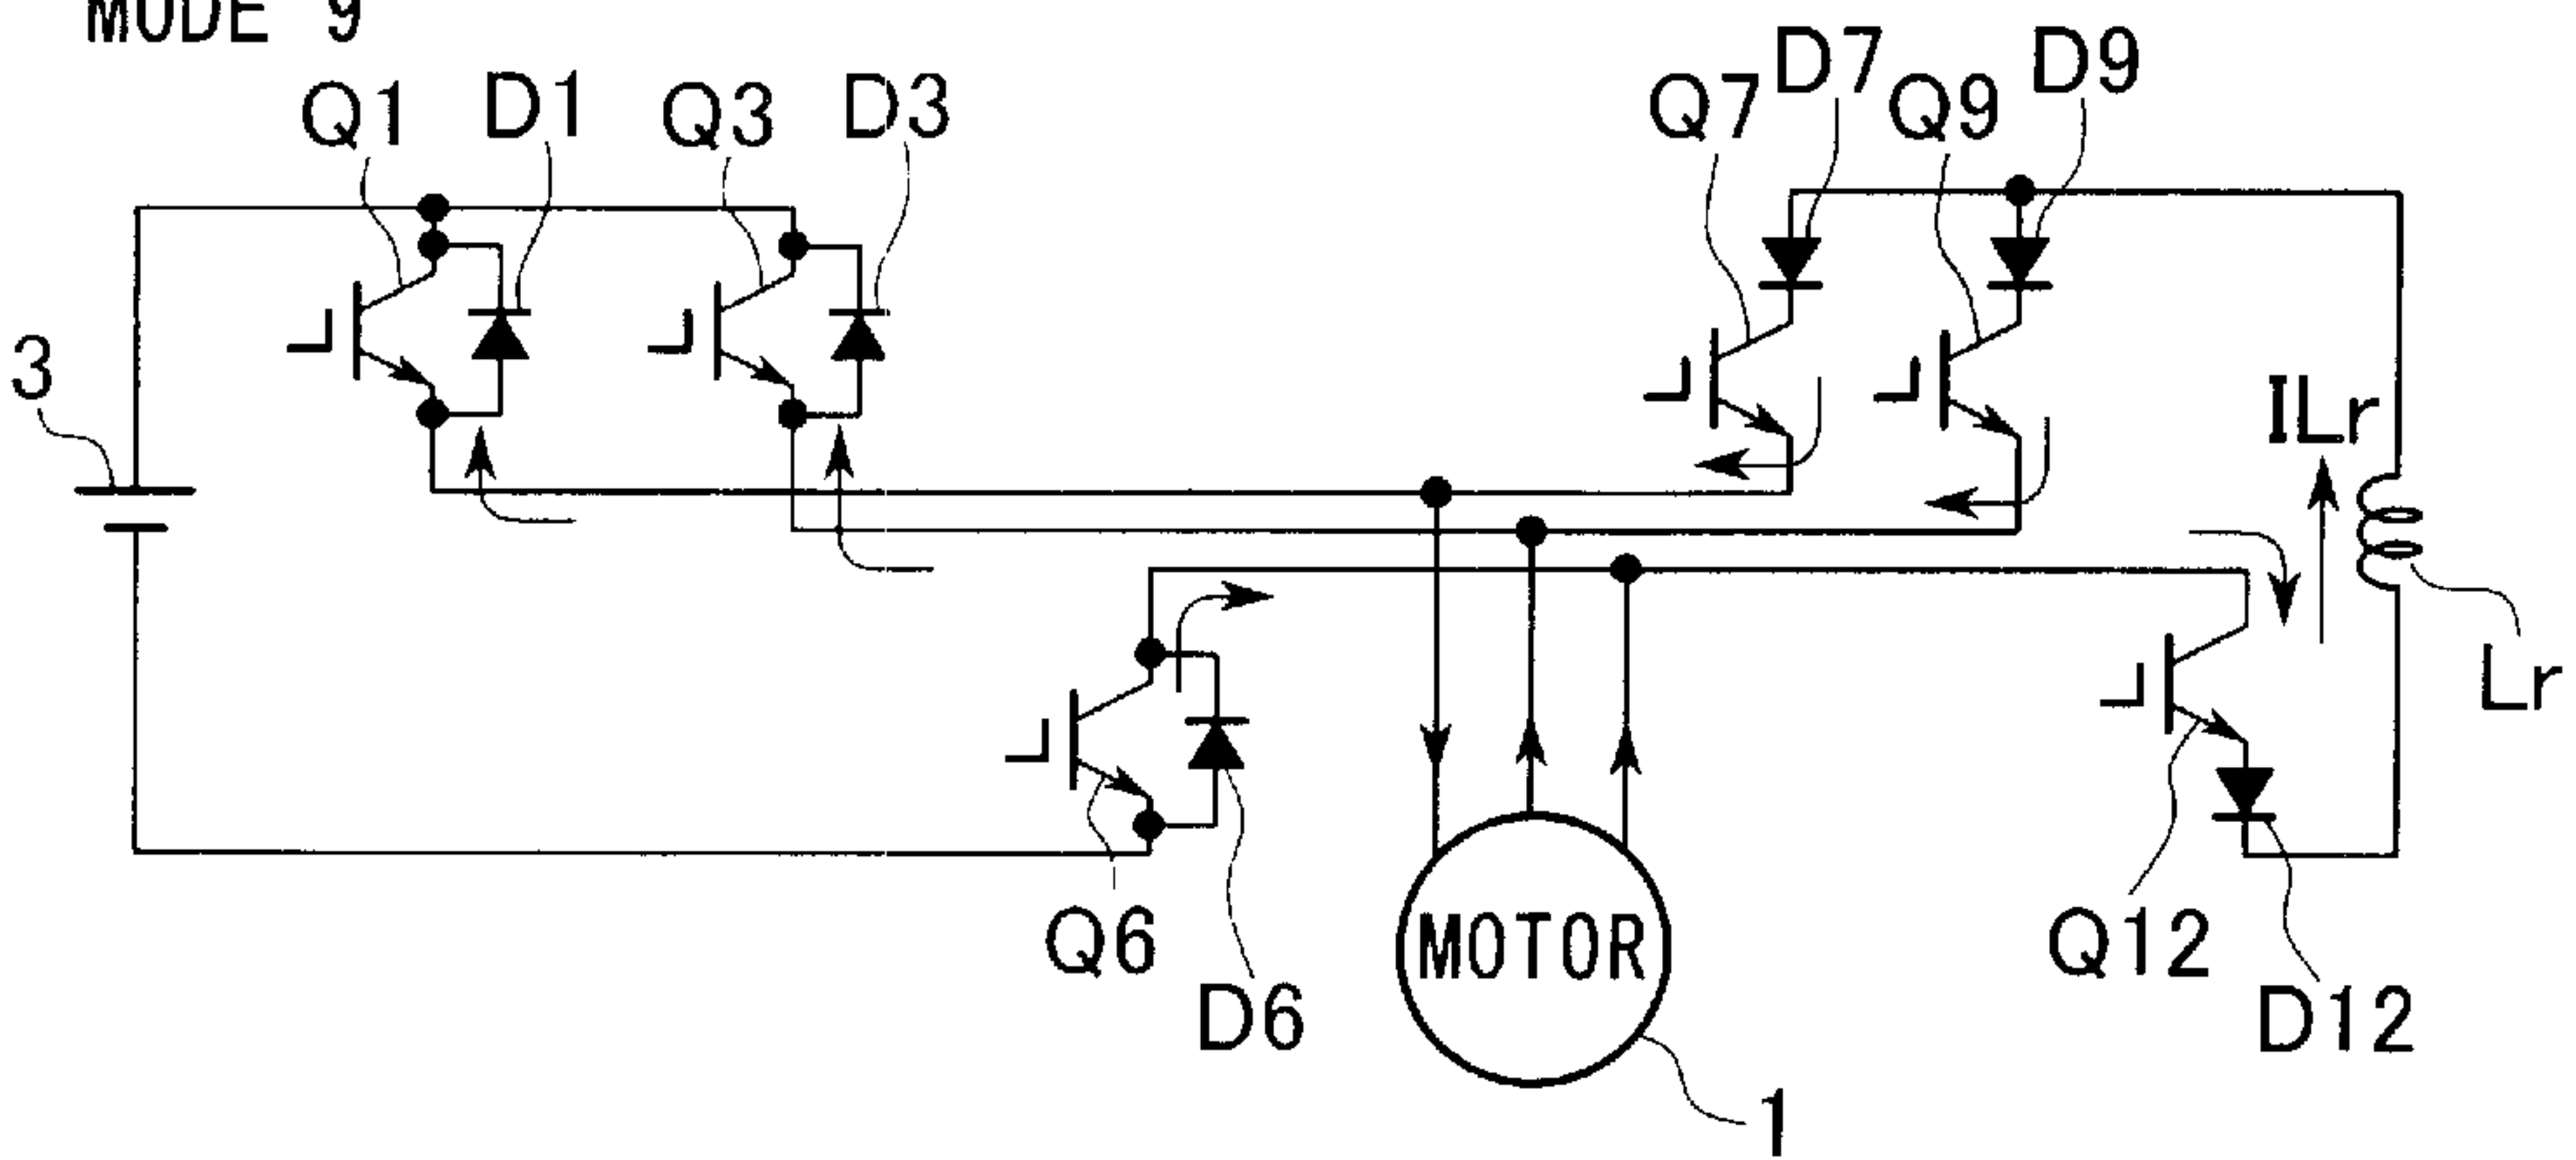 MODE 9
Q1
D1
Q3
D3
Q7
D7
Q9
D9
3
ILr
Lr
Q6
D6
MOTOR
Q12
D12
1